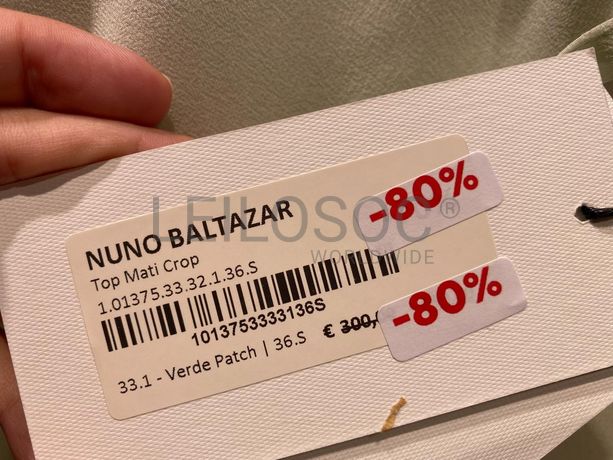 NUNO BALTAZAR
Top Mati Crop
1.01375.33.32.1.36.S
1013753333136S
€ 300,
33.1 - Verde Patch | 36.S
-80%
-80%
LEILOSOC®
WORLDWIDE